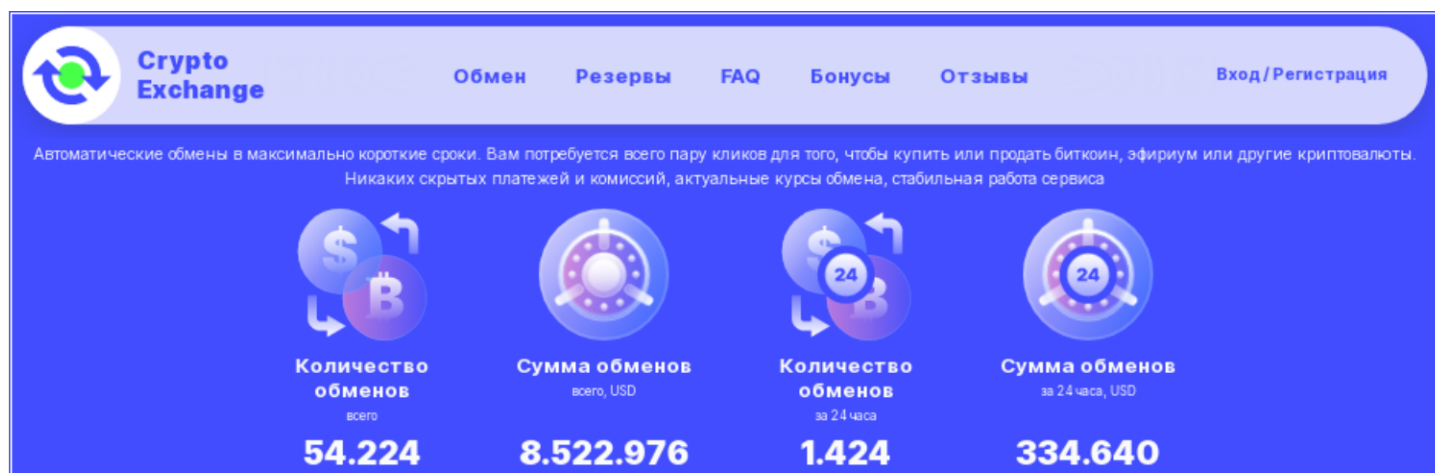 Crypto
Exchange
Обмен Резервы FAQ Бонусы Отзывы Вход / Регистрация
Автоматические обмены в максимально короткие сроки. Вам потребуется всего пару кликов для того, чтобы купить или продать биткоин, эфириум или другие криптовалюты.
Никаких скрытых платежей и комиссий, актуальные курсы обмена, стабильная работа сервиса
$ B
24 $ B
24
Количество
обменов
всего
54.224
Сумма обменов
всего, USD
8.522.976
Количество
обменов
за 24 часа
1.424
Сумма обменов
за 24 часа, USD
334.640